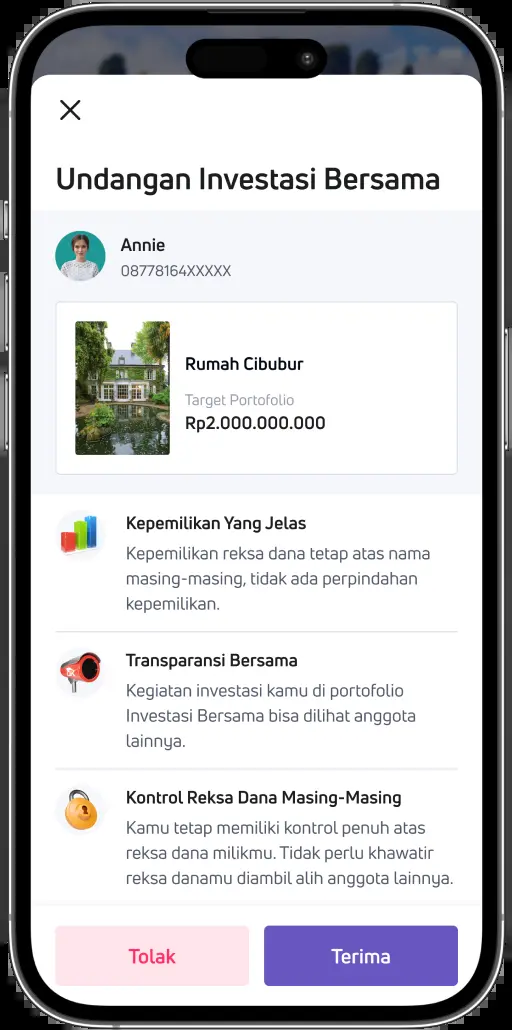 Undangan Investasi Bersama
Annie
08778164XXXXX
Rumah Cibubur
Target Portofolio
Rp2.000.000.000
Kepemilikan Yang Jelas
Kepemilikan reksa dana tetap atas nama
masing-masing, tidak ada perpindahan
kepemilikan.
Transparansi Bersama
Kegiatan investasi kamu di portofolio
Investasi Bersama bisa dilihat anggota
lainnya.
Kontrol Reksa Dana Masing-Masing
Kamu tetap memiliki kontrol penuh atas
reksa dana milikmu. Tidak perlu khawatir
reksa danamu diambil alih anggota lainnya.
Tolak
Terima